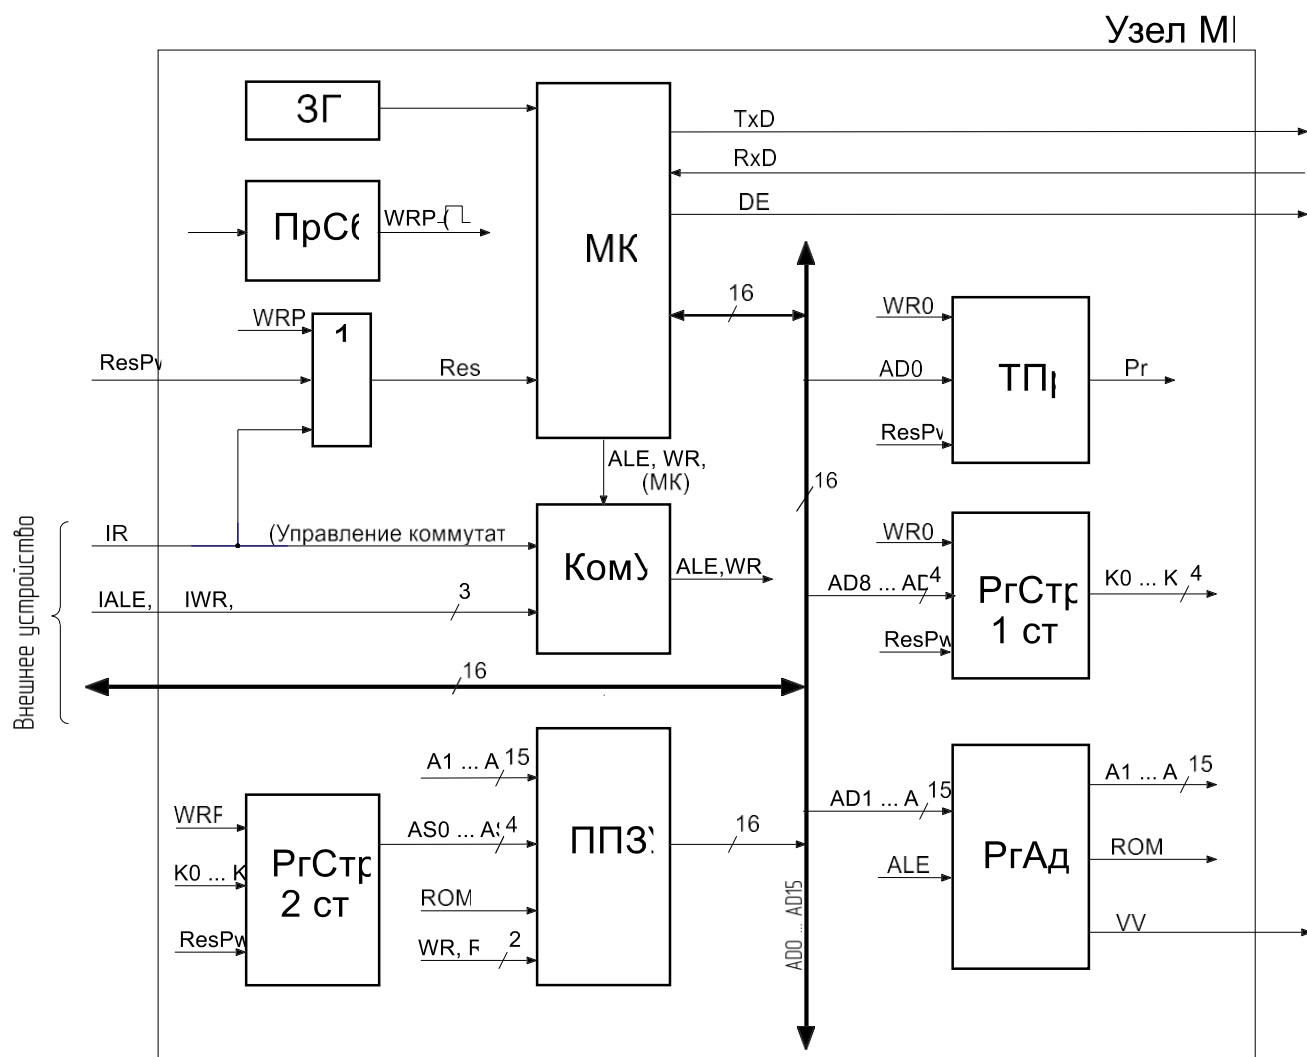 Узел М
ЗГ
МК
TxD
RxD
DE
ПрСб
WRP
16
WRP
1
ResPw
Res
WR0
AD0
ResPw
ТПр
Pr
ALE, WR,
(МК)
16
IR
(Управление коммутат
КомУ
ALE,WR
IALE, IWR,
3
WR0
AD8 ... AD
4
ResPw
РгСтр
1 ст
K0 ... K
4
Внешнее устройство
16
A1 ... A
15
AS0 ... AS
4
ROM
WR, R
2
ППЗУ
16
WRP
K0 ... K
ResPw
РгСтр
2 ст
AD0 ... AD15
AD1 ... A
15
ALE
РгАд
A1 ... A
15
ROM
VV